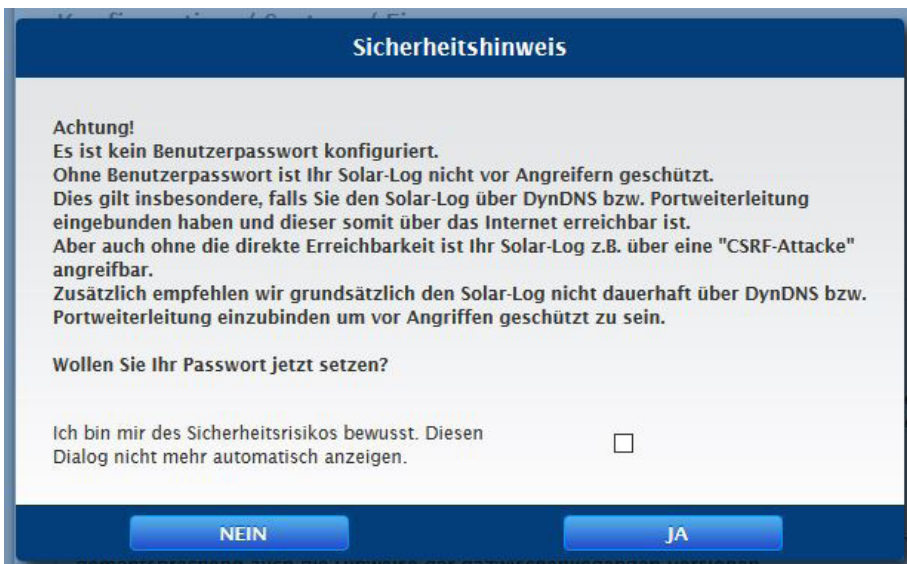 Sicherheitshinweis
Achtung!
Es ist kein Benutzerpasswort konfiguriert.
Ohne Benutzerpasswort ist Ihr Solar-Log nicht vor Angreifern geschützt.
Dies gilt insbesondere, falls Sie den Solar-Log über DynDNS bzw. Portweiterleitung
eingebunden haben und dieser somit über das Internet erreichbar ist.
Aber auch ohne die direkte Erreichbarkeit ist Ihr Solar-Log z.B. über eine "CSRF-Attacke"
angreifbar.
Zusätzlich empfehlen wir grundsätzlich den Solar-Log nicht dauerhaft über DynDNS bzw.
Portweiterleitung einzubinden um vor Angriffen geschützt zu sein.
Wollen Sie Ihr Passwort jetzt setzen?
Ich bin mir des Sicherheitsrisikos bewusst. Diesen
Dialog nicht mehr automatisch anzeigen.
NEIN JA